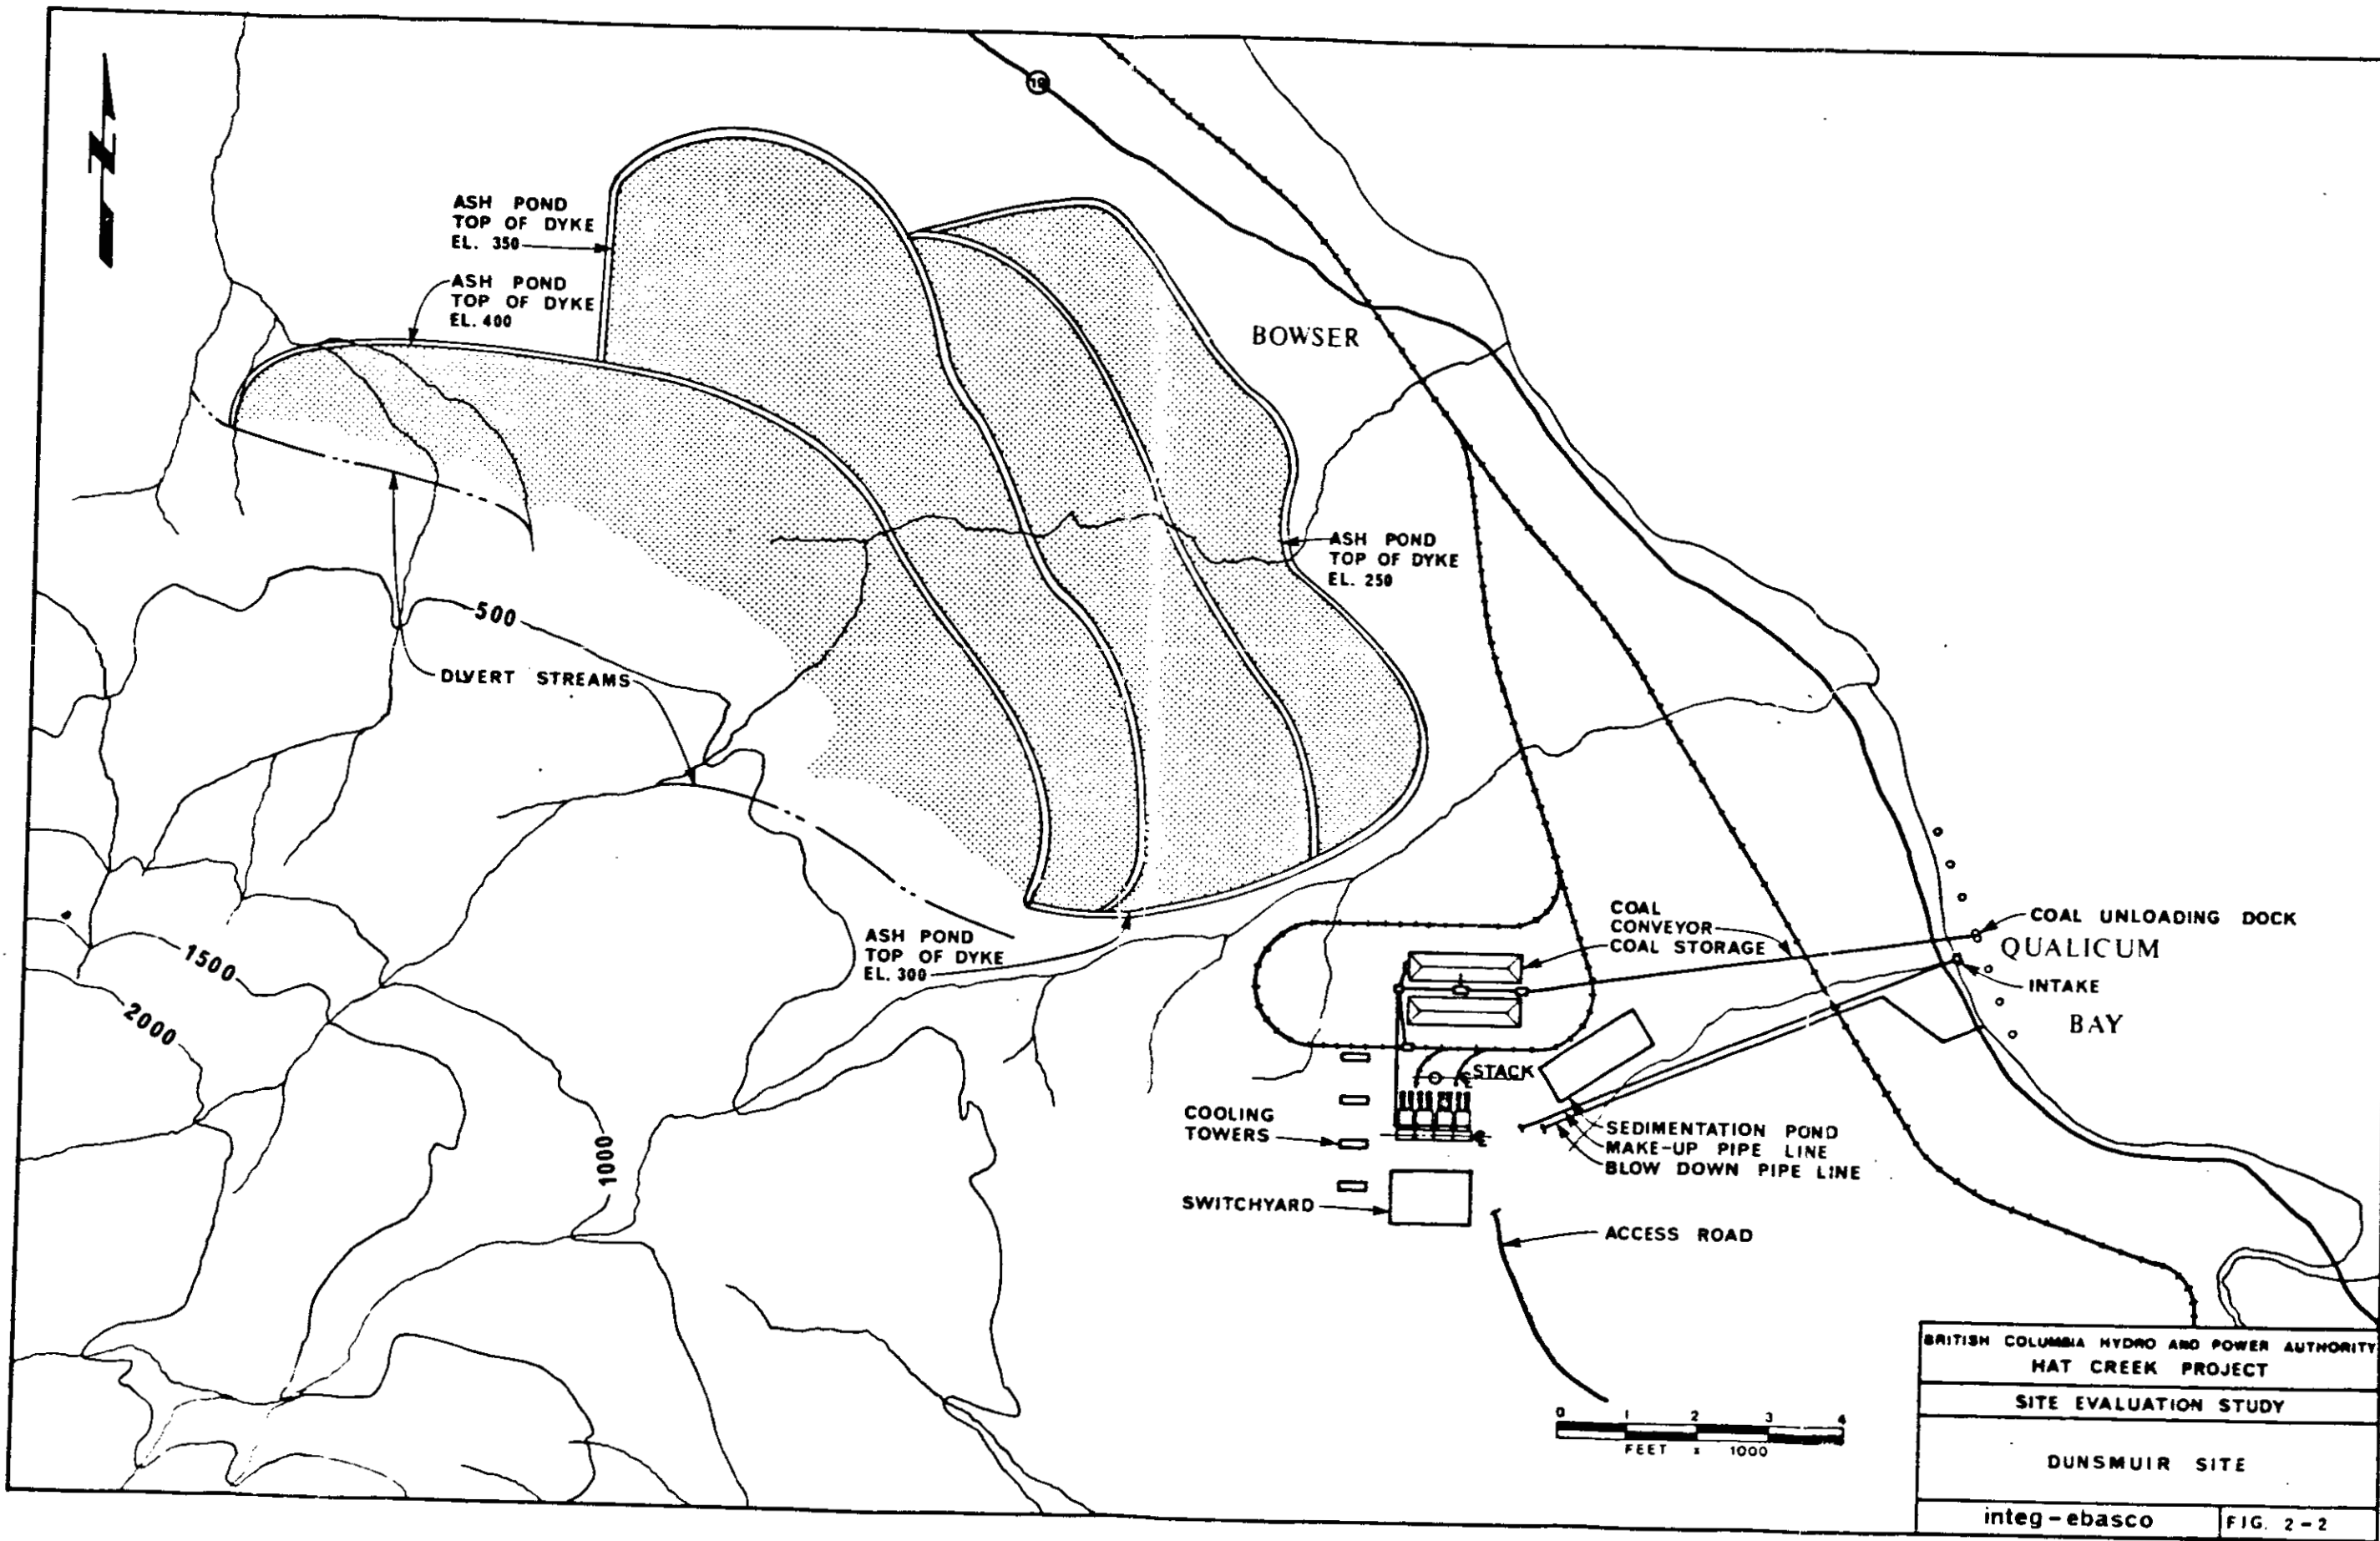 19
N
ASH POND
TOP OF DYKE
EL. 350
ASH POND
TOP OF DYKE
EL. 400
BOWSER
ASH POND
TOP OF DYKE
EL. 250
500
DIVERT STREAMS
COAL
CONVEYOR
COAL STORAGE
COAL UNLOADING DOCK
QUALICUM
INTAKE
BAY
ASH POND
TOP OF DYKE
EL. 300
1500
2000
1000
STACK
COOLING
TOWERS
SEDIMENTATION POND
MAKE-UP PIPE LINE
BLOW DOWN PIPE LINE
SWITCHYARD
ACCESS ROAD
0 1 2 3 4
FEET x 1000
BRITISH COLUMBIA HYDRO AND POWER AUTHORITY
HAT CREEK PROJECT
SITE EVALUATION STUDY
DUNSMUIR SITE
integ-ebasco
FIG. 2-2